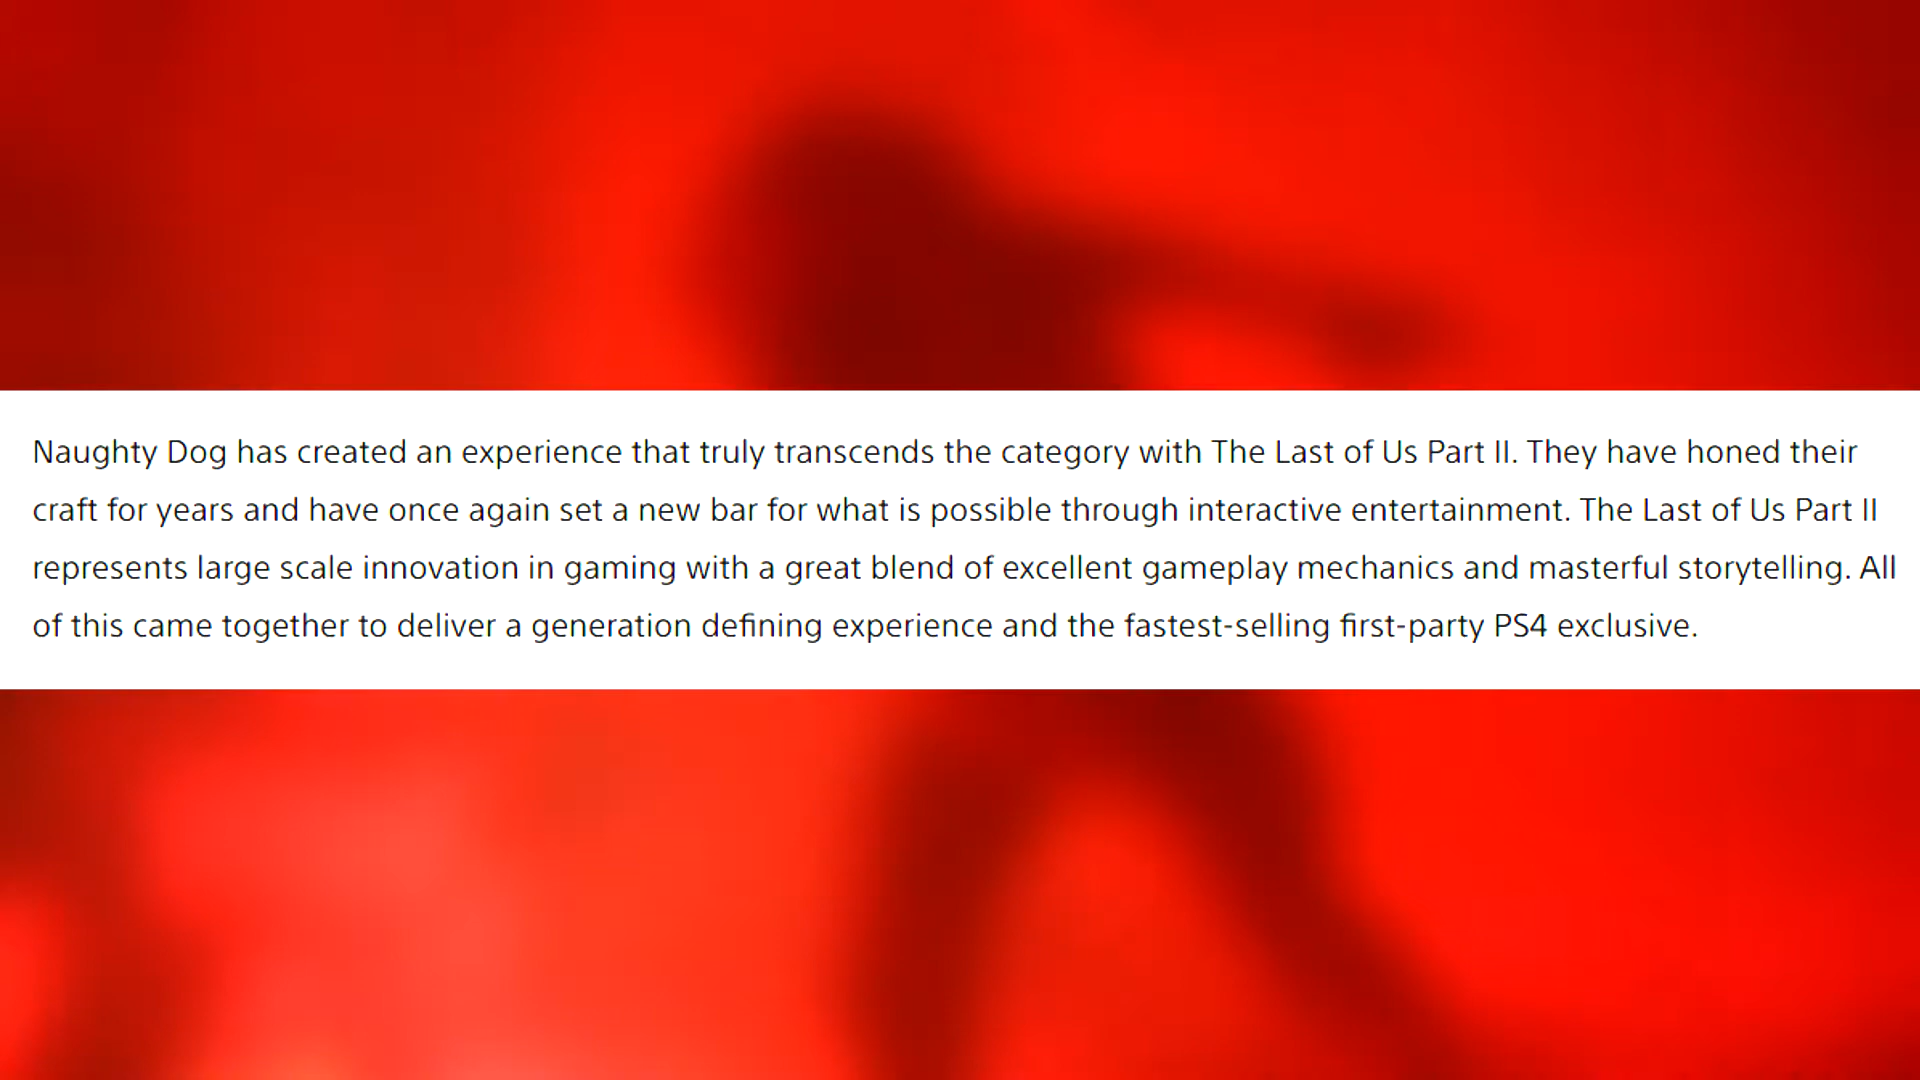 Naughty Dog has created an experience that truly transcends the category with The Last of Us Part II. They have honed their
craft for years and have once again set a new bar for what is possible through interactive entertainment. The Last of Us Part II
represents large scale innovation in gaming with a great blend of excellent gameplay mechanics and masterful storytelling. All
of this came together to deliver a generation defining experience and the fastest-selling first-party PS4 exclusive.